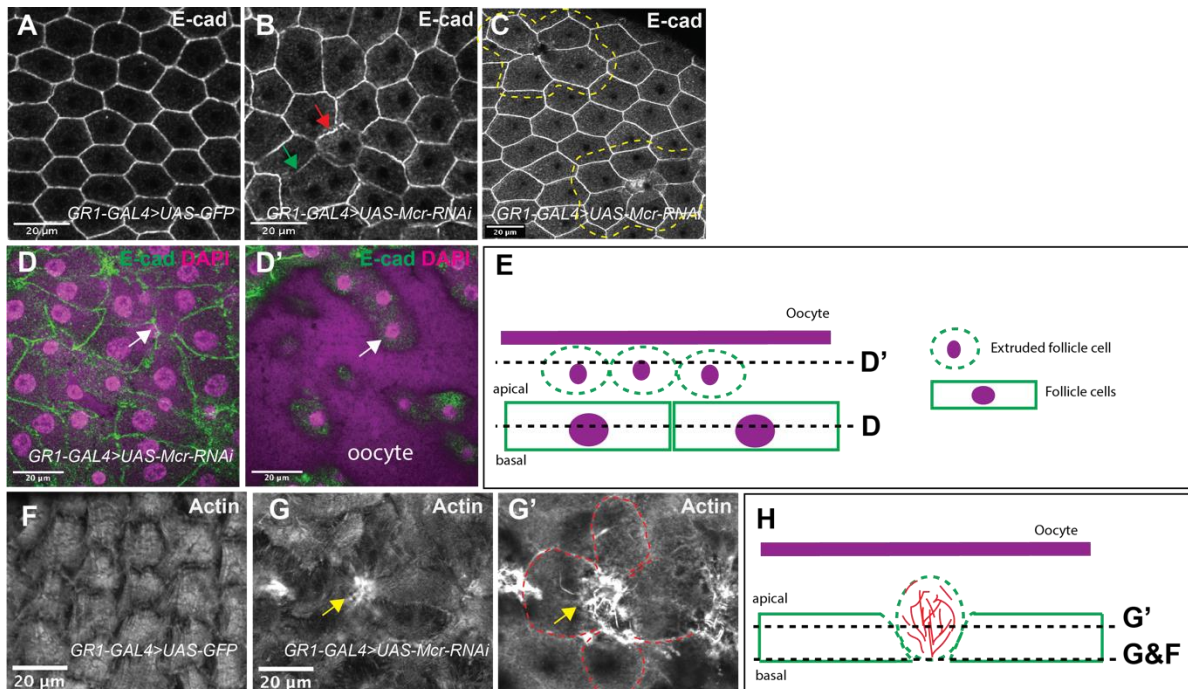 A
E-cad
GR1-GAL4>UAS-GFP
20 µm
B
E-cad
GR1-GAL4>UAS-Mcr-RNAi
20 µm
C
E-cad
GR1-GAL4>UAS-Mcr-RNAi
20 µm
D
E-cad DAPI
GR1-GAL4>UAS-Mcr-RNAi
20 µm
D'
E-cad DAPI
oocyte
20 µm
E
Oocyte
D'
apical
D
basal
Extruded follicle cell
Follicle cells
F
Actin
GR1-GAL4>UAS-GFP
20 µm
G
Actin
GR1-GAL4>UAS-Mcr-RNAi
20 µm
G'
Actin
H
Oocyte
apical
G'
G&F
basal